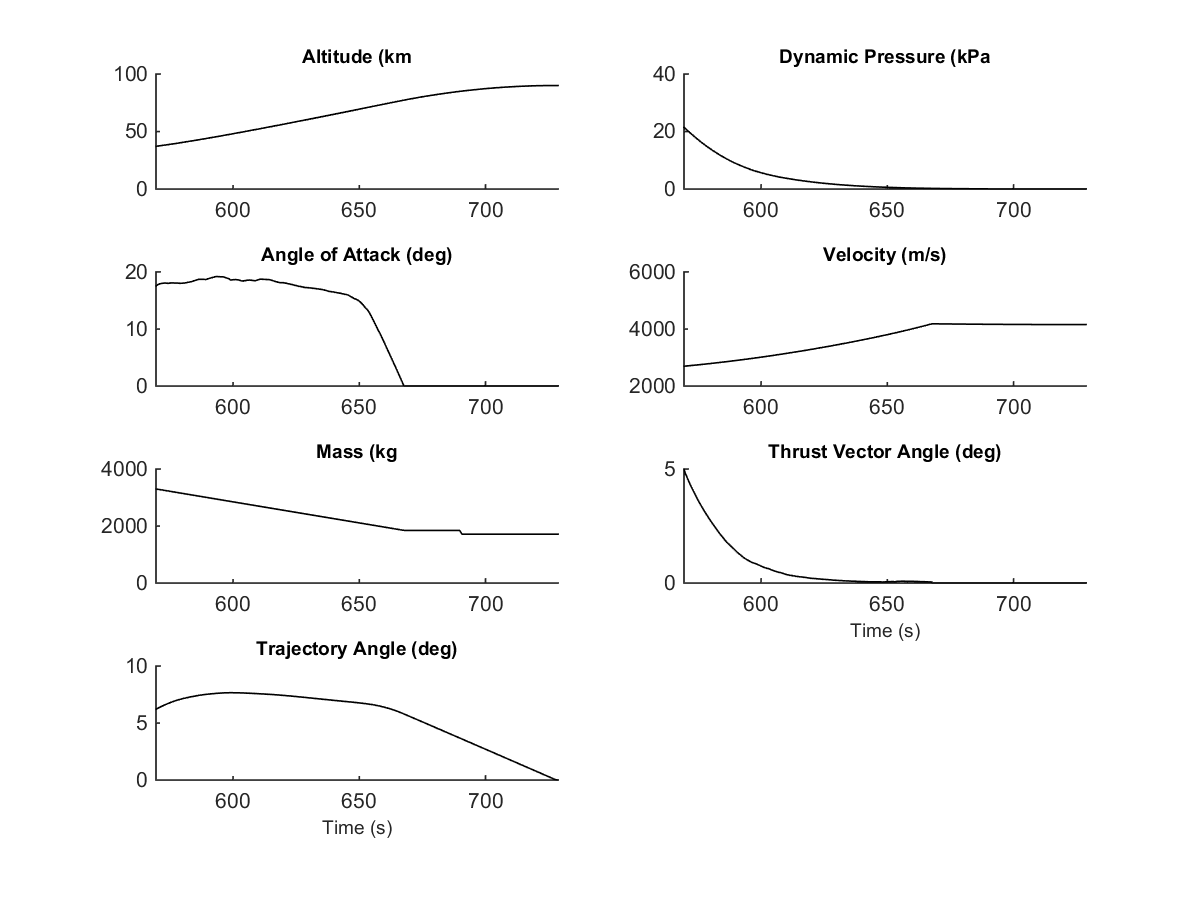 Altitude (km
100
50
0
600 650 700
Dynamic Pressure (kPa
40
20
0
600 650 700
Angle of Attack (deg)
20
10
0
600 650 700
Velocity (m/s)
6000
4000
2000
600 650 700
Mass (kg
4000
2000
0
600 650 700
Thrust Vector Angle (deg)
5
0
600 650 700
Time (s)
Trajectory Angle (deg)
10
5
0
600 650 700
Time (s)